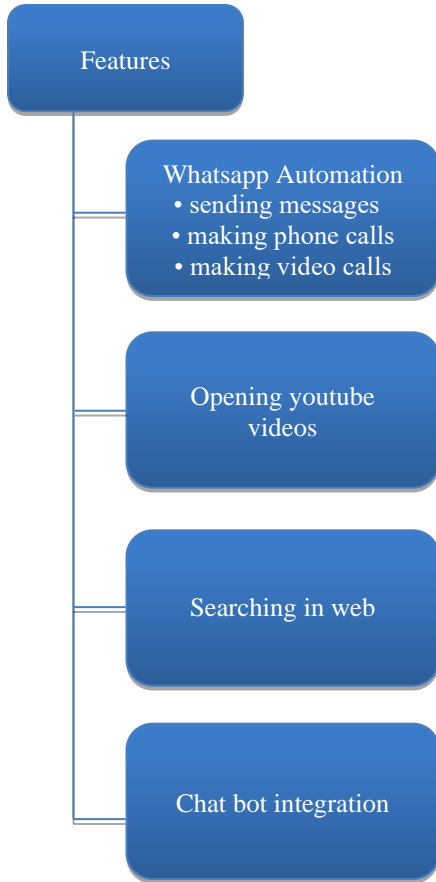 Features
Whatsapp Automation
• sending messages
• making phone calls
• making video calls
Opening youtube
videos
Searching in web
Chat bot integration